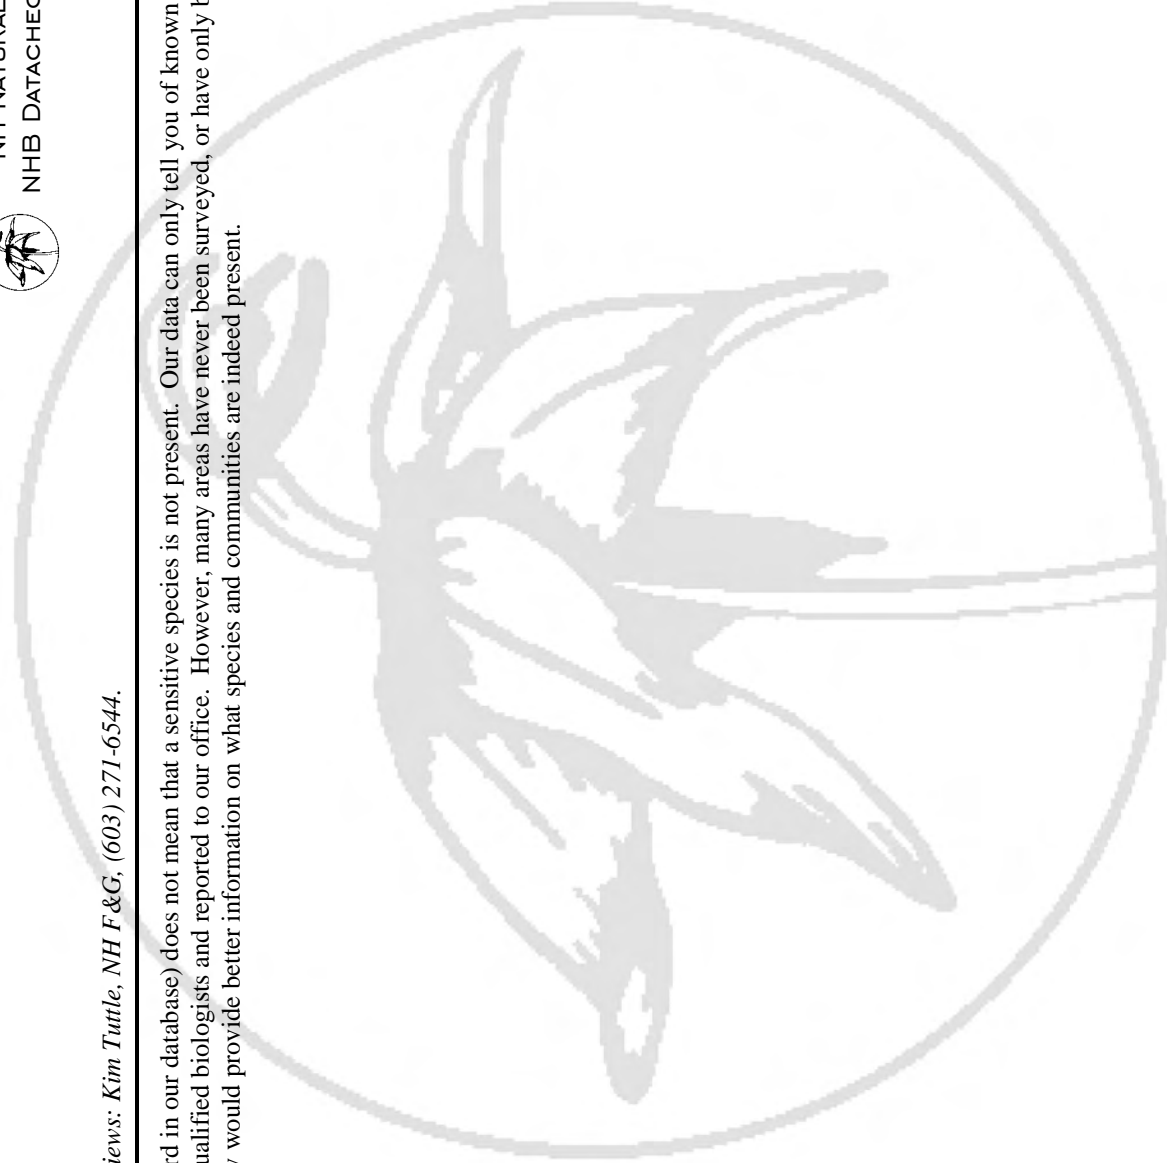 NH NATURAL
NHB DATACHEC
iews: Kim Tuttle, NH F&G, (603) 271-6544.
rd in our database) does not mean that a sensitive species is not present. Our data can only tell you of known
ualified biologists and reported to our office. However, many areas have never been surveyed, or have only b
would provide better information on what species and communities are indeed present.